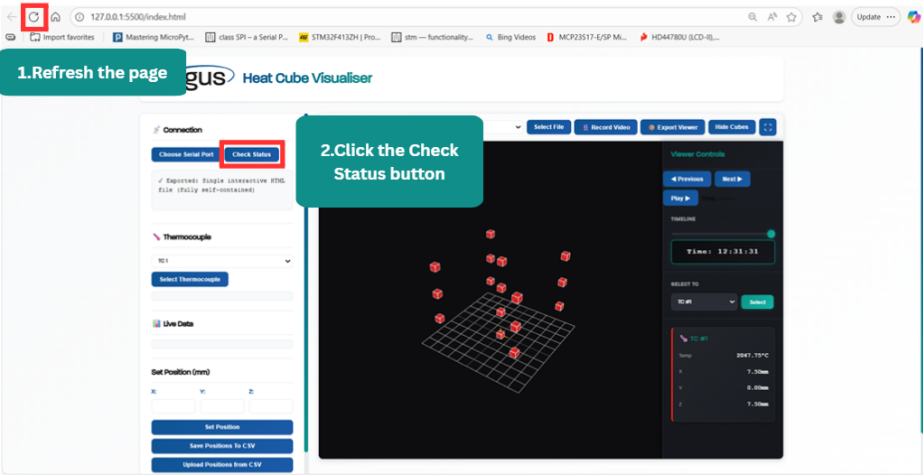 127.0.0.1:5500/index.html
Update
Import favorites
Mastering MicroPyt...
class SPI – a Serial P...
STM32F413ZH | Pro...
stm — functionality...
Bing Videos
MCP23S17-E/SP Mi...
HD44780U (LCD-II),...
1.Refresh the page
gus
Heat Cube Visualiser
Connection
Choose Serial Port
Check Status
✓ Exported: Single interactive HTML
file (fully self-contained)
2.Click the Check
Status button
Select File
Record Video
Export Viewer
Hide Cubes
Thermocouple
TC 1
Select Thermocouple
Live Data
Set Position (mm)
X:
Y:
Z:
Set Position
Save Positions To CSV
Upload Positions from CSV
Viewer Controls
◀ Previous
Next ▶
Play ▶
TIMELINE
Time: 12:31:31
SELECT TC
TC #1
Select
TC #1
Temp
2047.75°C
X
7.50mm
Y
0.00mm
Z
7.50mm